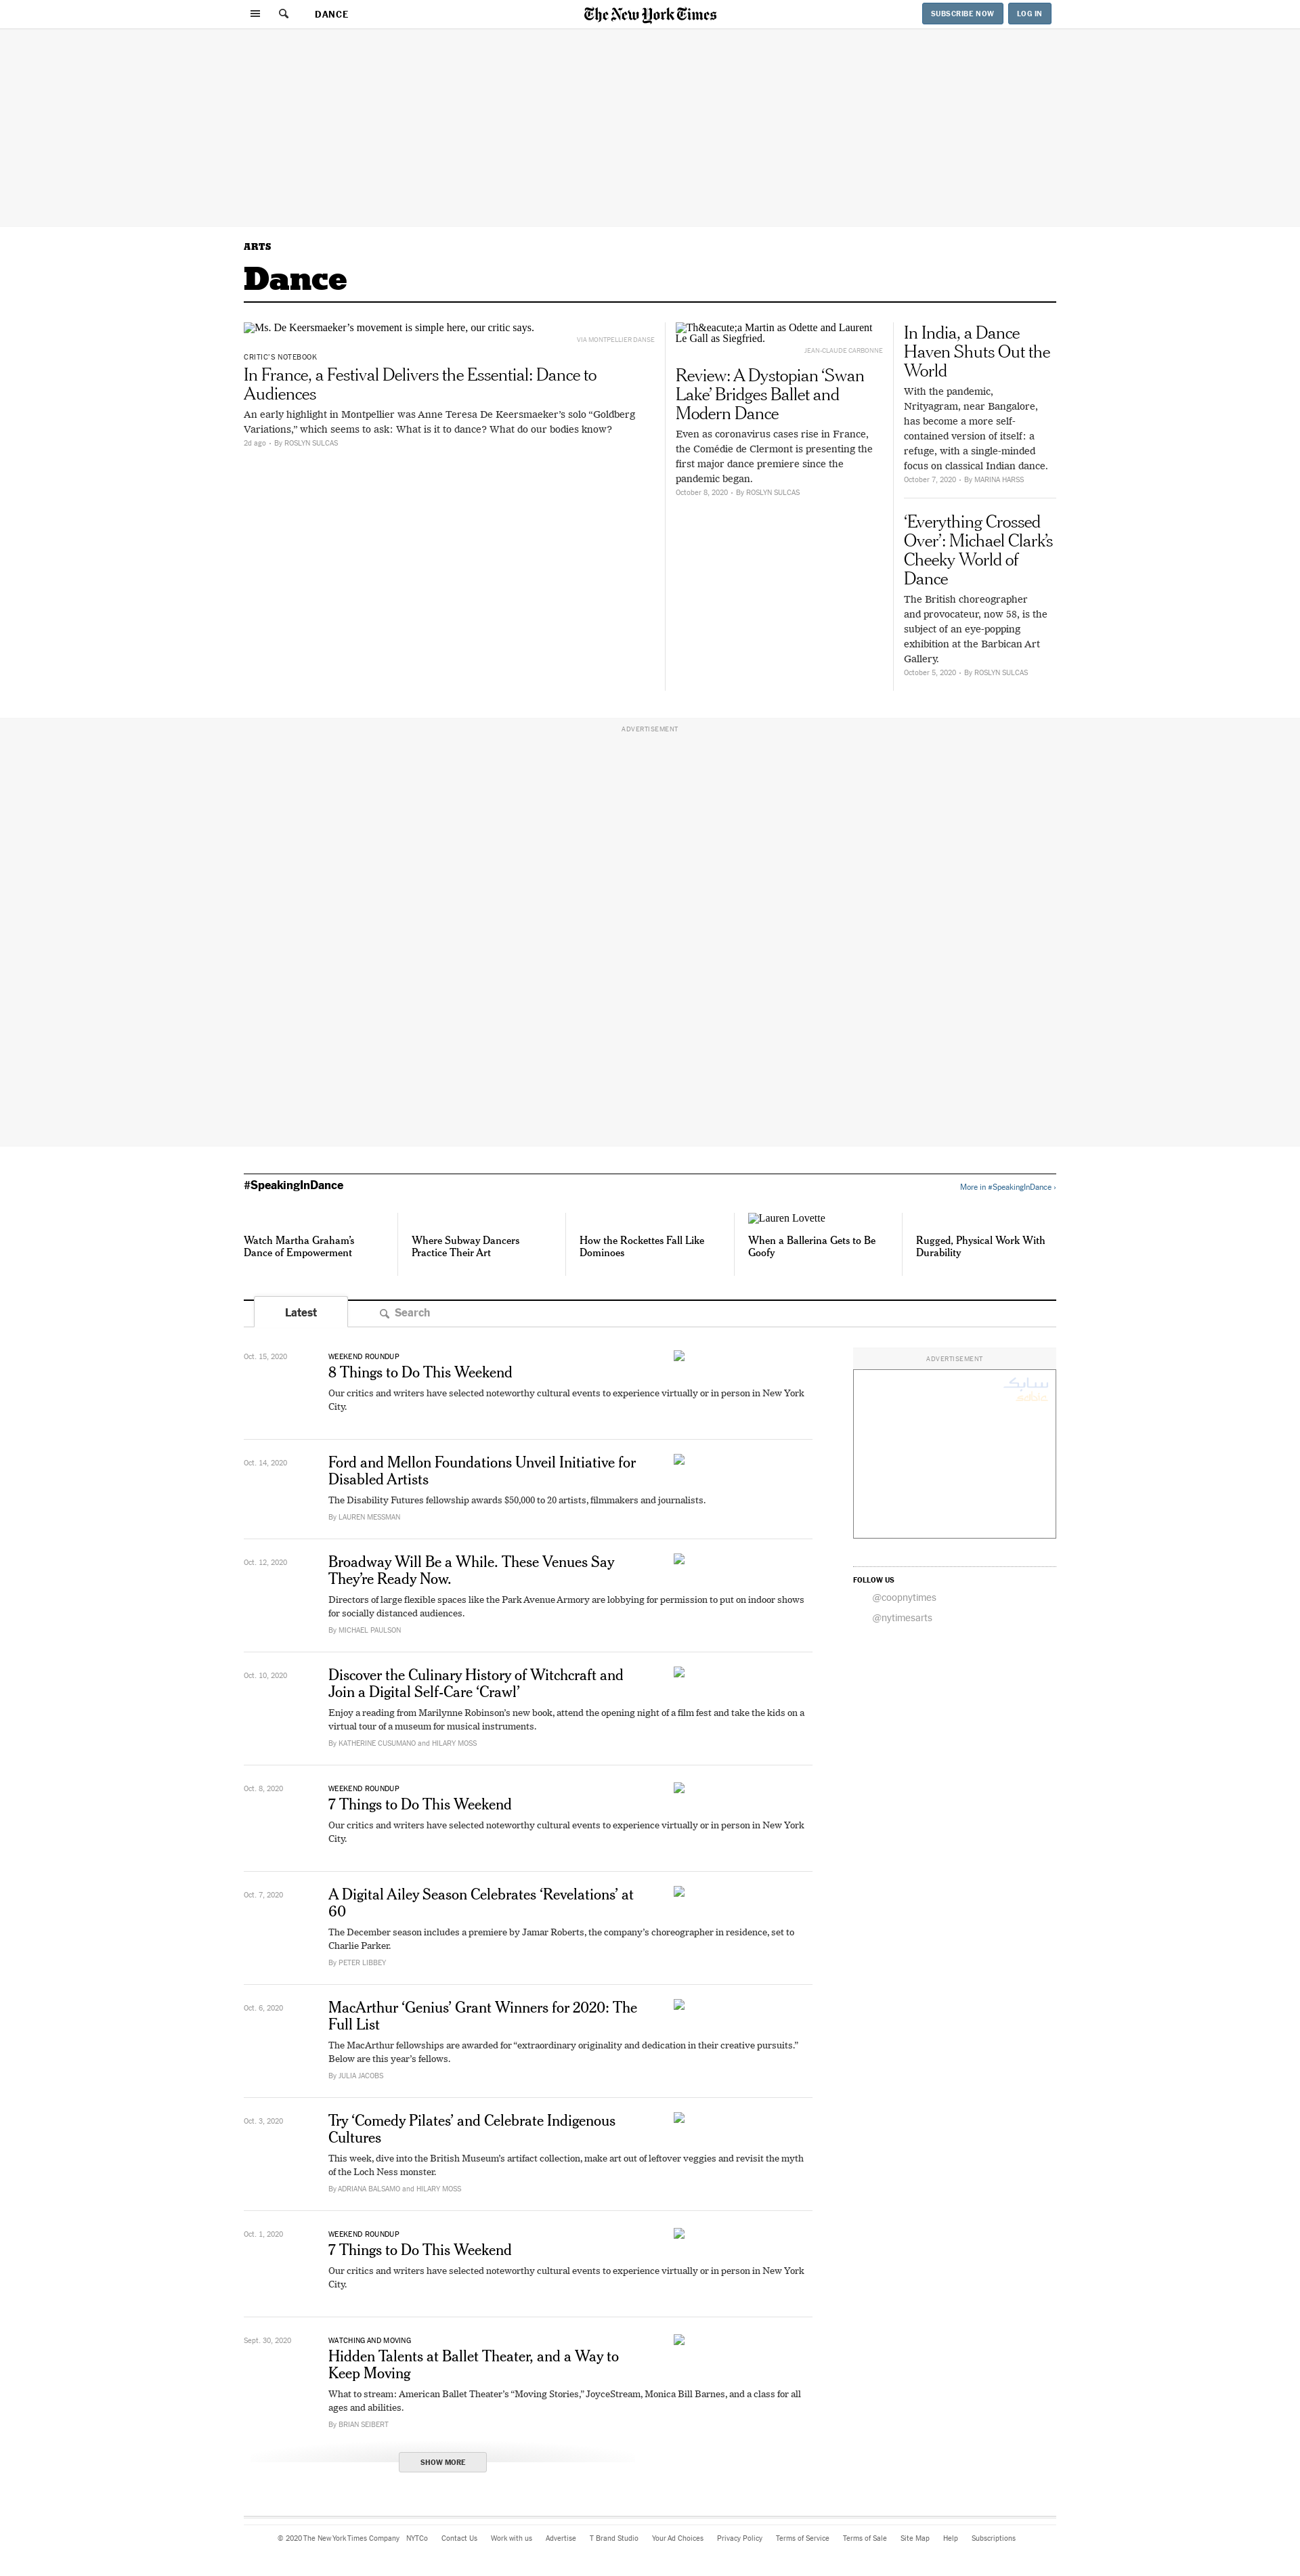 DANCE
The New York Times
SUBSCRIBE NOW
LOG IN
ARTS
Dance
Ms. De Keersmaeker’s movement is simple here, our critic says.
VIA MONTPELLIER DANSE
CRITIC’S NOTEBOOK
In France, a Festival Delivers the Essential: Dance to
Audiences
An early highlight in Montpellier was Anne Teresa De Keersmaeker’s solo “Goldberg
Variations,” which seems to ask: What is it to dance? What do our bodies know?
2d ago • By ROSLYN SULCAS
Th&eacute;a Martin as Odette and Laurent
Le Gall as Siegfried.
JEAN-CLAUDE CARBONNE
Review: A Dystopian ‘Swan
Lake’ Bridges Ballet and
Modern Dance
Even as coronavirus cases rise in France,
the Comédie de Clermont is presenting the
first major dance premiere since the
pandemic began.
October 8, 2020 • By ROSLYN SULCAS
In India, a Dance
Haven Shuts Out the
World
With the pandemic,
Nrityagram, near Bangalore,
has become a more self-
contained version of itself: a
refuge, with a single-minded
focus on classical Indian dance.
October 7, 2020 • By MARINA HARSS
‘Everything Crossed
Over’: Michael Clark’s
Cheeky World of
Dance
The British choreographer
and provocateur, now 58, is the
subject of an eye-popping
exhibition at the Barbican Art
Gallery.
October 5, 2020 • By ROSLYN SULCAS
ADVERTISEMENT
#SpeakingInDance
More in #SpeakingInDance ›
Watch Martha Graham’s
Dance of Empowerment
Where Subway Dancers
Practice Their Art
How the Rockettes Fall Like
Dominoes
Lauren Lovette
When a Ballerina Gets to Be
Goofy
Rugged, Physical Work With
Durability
Latest
Search
Oct. 15, 2020
WEEKEND ROUNDUP
8 Things to Do This Weekend
Our critics and writers have selected noteworthy cultural events to experience virtually or in person in New York
City.
Oct. 14, 2020
Ford and Mellon Foundations Unveil Initiative for
Disabled Artists
The Disability Futures fellowship awards $50,000 to 20 artists, filmmakers and journalists.
By LAUREN MESSMAN
Oct. 12, 2020
Broadway Will Be a While. These Venues Say
They’re Ready Now.
Directors of large flexible spaces like the Park Avenue Armory are lobbying for permission to put on indoor shows
for socially distanced audiences.
By MICHAEL PAULSON
Oct. 10, 2020
Discover the Culinary History of Witchcraft and
Join a Digital Self-Care ‘Crawl’
Enjoy a reading from Marilynne Robinson’s new book, attend the opening night of a film fest and take the kids on a
virtual tour of a museum for musical instruments.
By KATHERINE CUSUMANO and HILARY MOSS
Oct. 8, 2020
WEEKEND ROUNDUP
7 Things to Do This Weekend
Our critics and writers have selected noteworthy cultural events to experience virtually or in person in New York
City.
Oct. 7, 2020
A Digital Ailey Season Celebrates ‘Revelations’ at
60
The December season includes a premiere by Jamar Roberts, the company’s choreographer in residence, set to
Charlie Parker.
By PETER LIBBEY
Oct. 6, 2020
MacArthur ‘Genius’ Grant Winners for 2020: The
Full List
The MacArthur fellowships are awarded for “extraordinary originality and dedication in their creative pursuits.”
Below are this year’s fellows.
By JULIA JACOBS
Oct. 3, 2020
Try ‘Comedy Pilates’ and Celebrate Indigenous
Cultures
This week, dive into the British Museum’s artifact collection, make art out of leftover veggies and revisit the myth
of the Loch Ness monster.
By ADRIANA BALSAMO and HILARY MOSS
Oct. 1, 2020
WEEKEND ROUNDUP
7 Things to Do This Weekend
Our critics and writers have selected noteworthy cultural events to experience virtually or in person in New York
City.
Sept. 30, 2020
WATCHING AND MOVING
Hidden Talents at Ballet Theater, and a Way to
Keep Moving
What to stream: American Ballet Theater’s “Moving Stories,” JoyceStream, Monica Bill Barnes, and a class for all
ages and abilities.
By BRIAN SEIBERT
SHOW MORE
ADVERTISEMENT
سابك
FOLLOW US
@coopnytimes
@nytimesarts
© 2020 The New York Times Company NYTCo Contact Us Work with us Advertise T Brand Studio Your Ad Choices Privacy Policy Terms of Service Terms of Sale Site Map Help Subscriptions